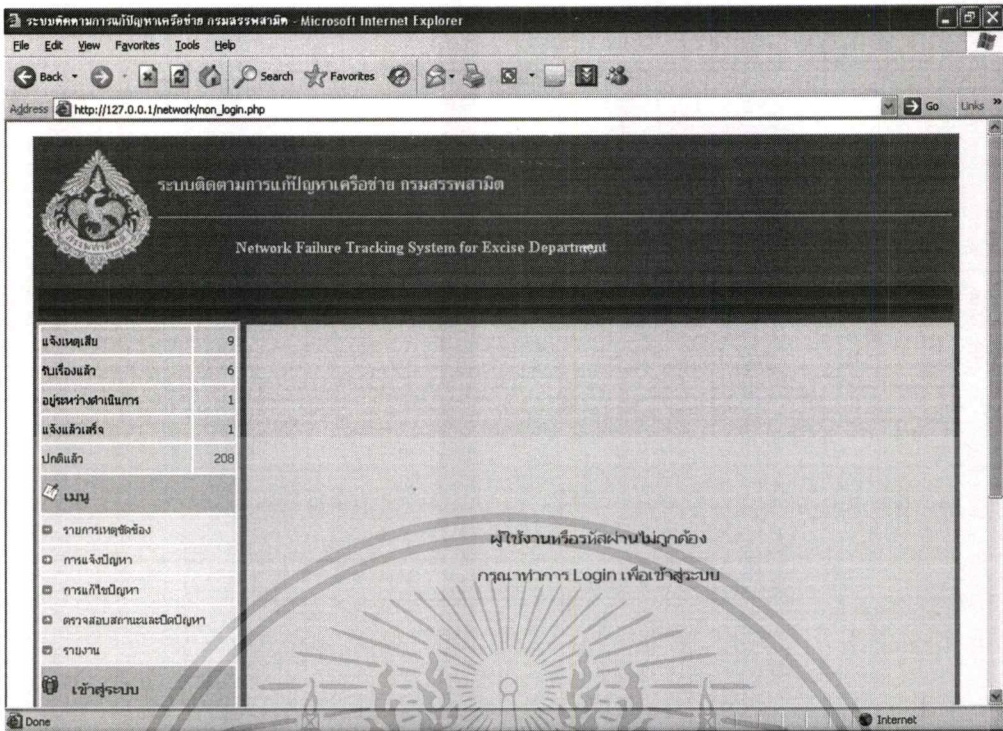 ระบบติดตามการแก้ปัญหาเครือข่าย กรมสรรพสามิต - Microsoft Internet Explorer
File Edit View Favorites Tools Help
Back Search Favorites
Address http://127.0.0.1/network/non_login.php Go Links »
ระบบติดตามการแก้ปัญหาเครือข่าย กรมสรรพสามิต
Network Failure Tracking System for Excise Department
แจ้งเหตุเสีย 9
รับเรื่องแล้ว 6
อยู่ระหว่างดำเนินการ 1
แจ้งแล้วเสร็จ 1
ปกติแล้ว 208
เมนู
รายการเหตุขัดข้อง
การแจ้งปัญหา
การแก้ไขปัญหา
ตรวจสอบสถานะและปิดปัญหา
รายงาน
เข้าสู่ระบบ
ผู้ใช้งานหรือรหัสผ่านไม่ถูกต้อง
กรุณาทำการ Login เพื่อเข้าสู่ระบบ
Done Internet